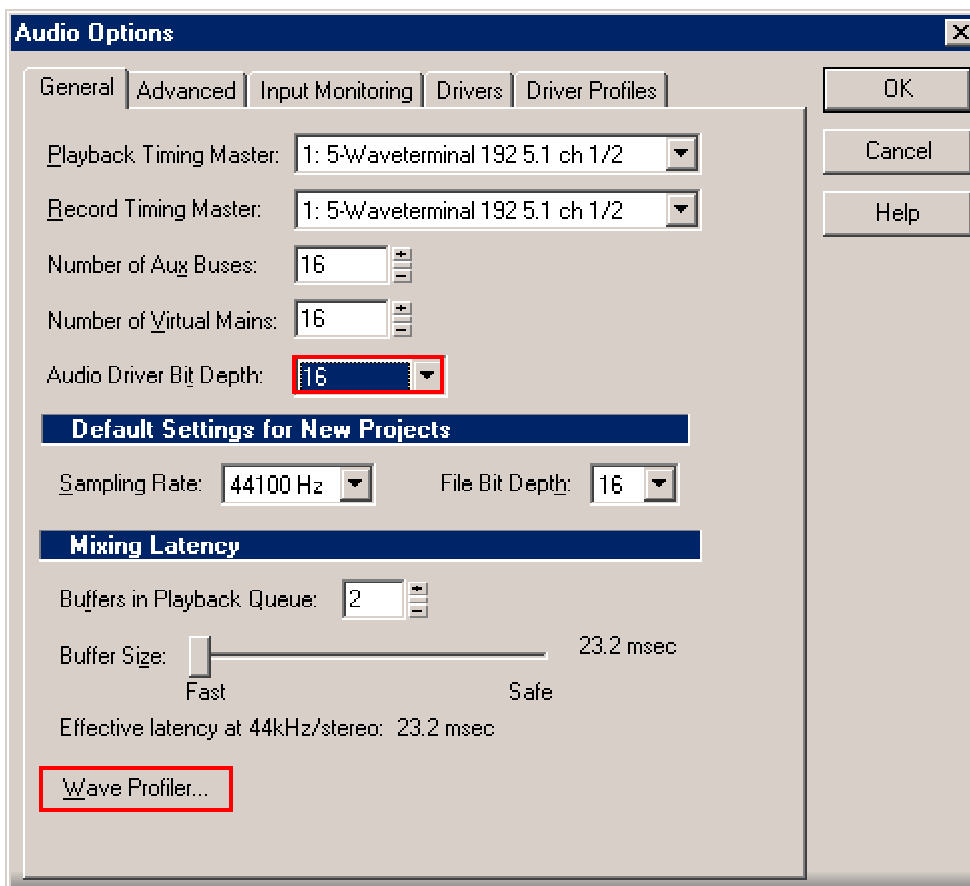 Audio Options
General Advanced Input Monitoring Drivers Driver Profiles
OK
Cancel
Help
Playback Timing Master: 1: 5-Waveterminal 192 5.1 ch 1/2
Record Timing Master: 1: 5-Waveterminal 192 5.1 ch 1/2
Number of Aux Buses: 16
Number of Virtual Mains: 16
Audio Driver Bit Depth: 16
Default Settings for New Projects
Sampling Rate: 44100 Hz File Bit Depth: 16
Mixing Latency
Buffers in Playback Queue: 2
Buffer Size: 23.2 msec
Fast Safe
Effective latency at 44kHz/stereo: 23.2 msec
Wave Profiler...